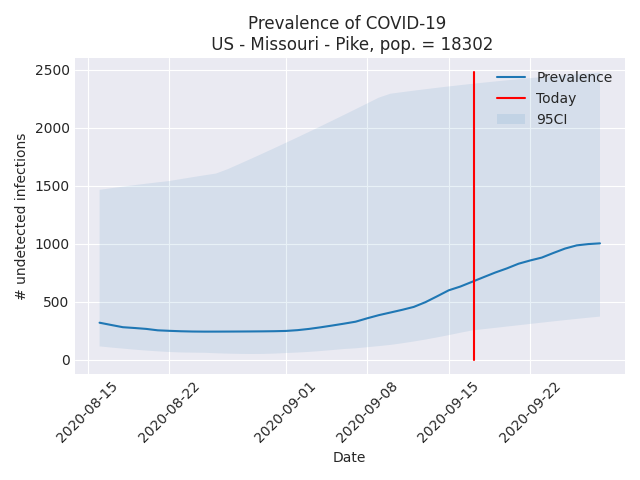 Prevalence of COVID-19
US - Missouri - Pike, pop. = 18302
2500
2000
1500
1000
500
0
# undetected infections
Prevalence
Today
95CI
2020-08-15
2020-08-22
2020-09-01
2020-09-08
2020-09-15
2020-09-22
Date